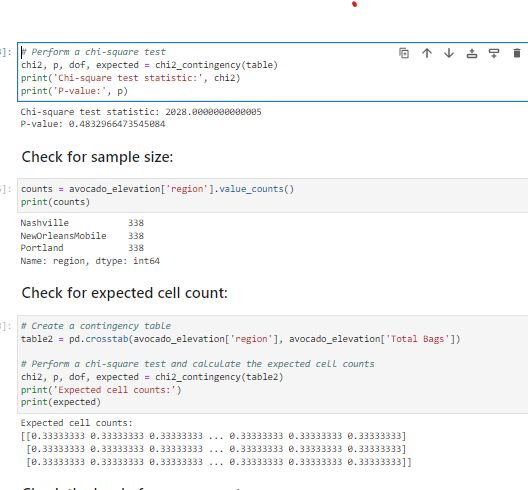 ]: # Perform a chi-square test
chi2, p, dof, expected = chi2_contingency(table)
print('Chi-square test statistic:', chi2)
print('P-value:', p)
Chi-square test statistic: 2028.0000000000005
P-value: 0.4832966473545084
Check for sample size:
]: counts = avocado_elevation['region'].value_counts()
print(counts)
Nashville 338
NewOrleansMobile 338
Portland 338
Name: region, dtype: int64
Check for expected cell count:
]: # Create a contingency table
table2 = pd.crosstab(avocado_elevation['region'], avocado_elevation['Total Bags'])
# Perform a chi-square test and calculate the expected cell counts
chi2, p, dof, expected = chi2_contingency(table2)
print('Expected cell counts:')
print(expected)
Expected cell counts:
[[0.33333333 0.33333333 0.33333333 ... 0.33333333 0.33333333 0.33333333]
[0.33333333 0.33333333 0.33333333 ... 0.33333333 0.33333333 0.33333333]
[0.33333333 0.33333333 0.33333333 ... 0.33333333 0.33333333 0.33333333]]